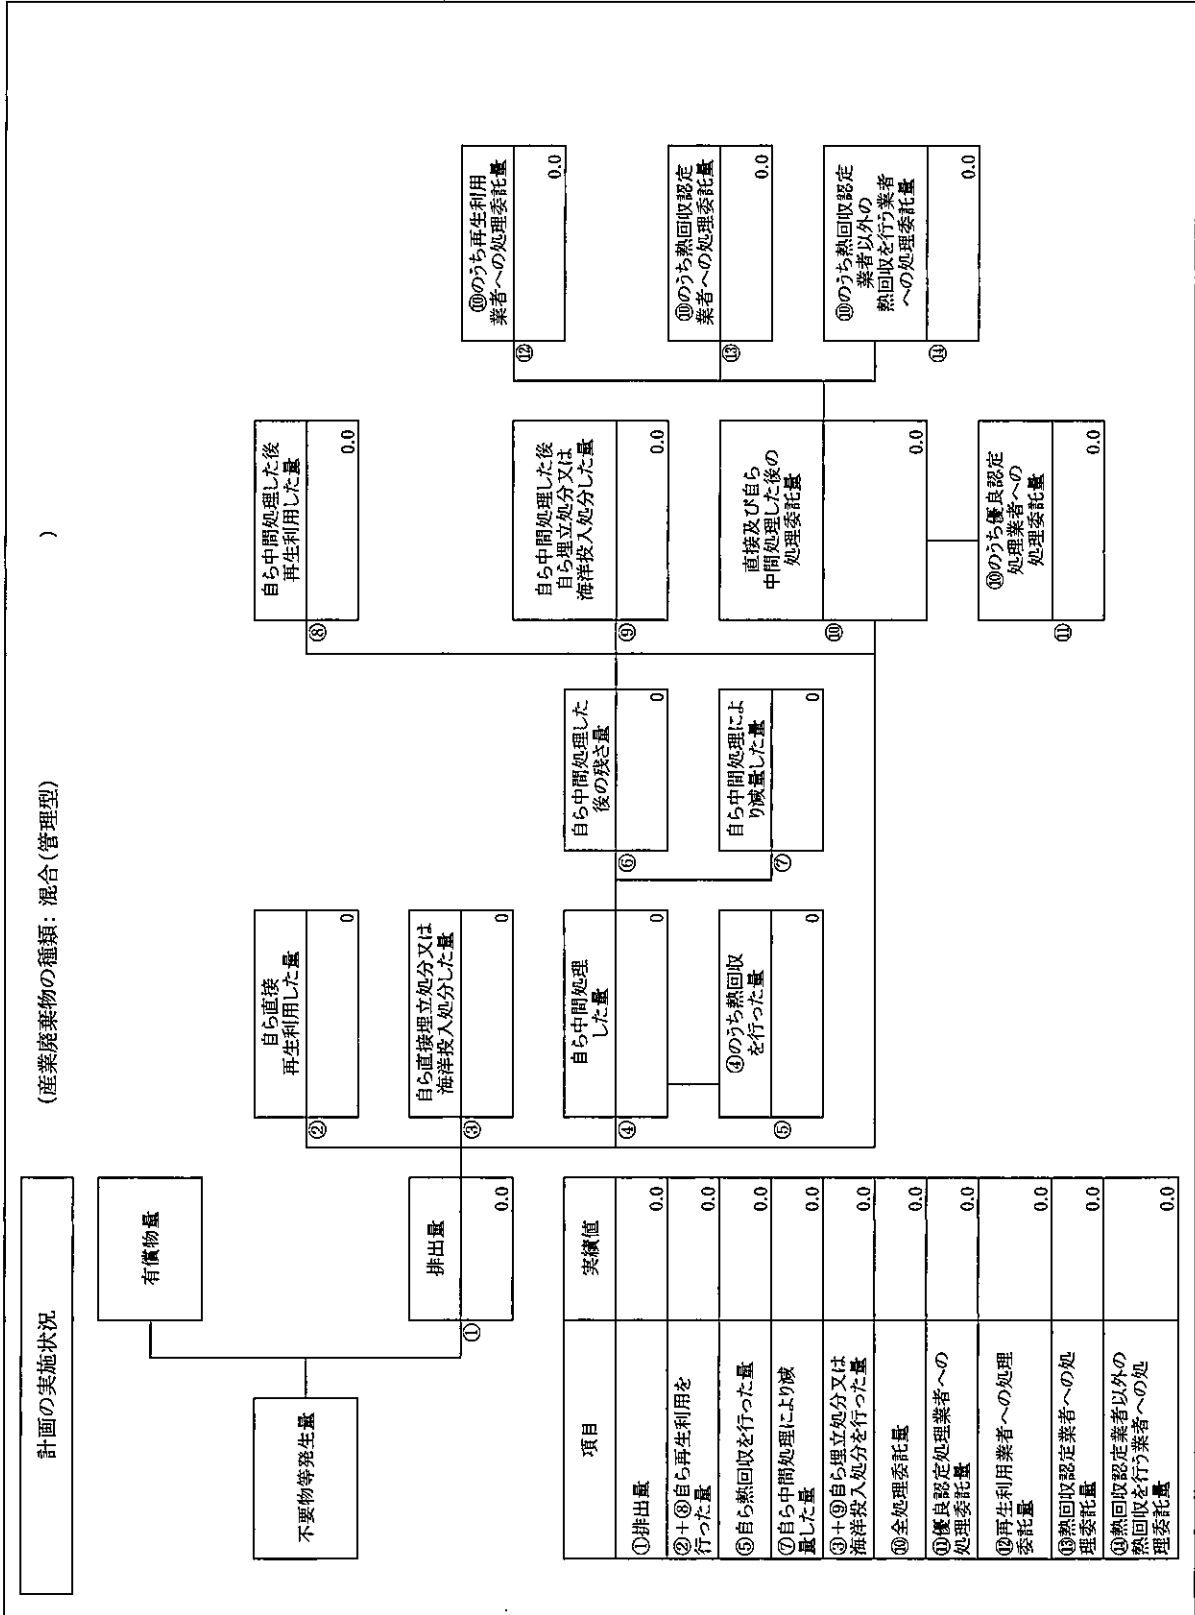 計画の実施状況
(産業廃棄物の種類：混合(管理型)
)
不要物等発生量
有償物量
①
排出量
0.0
②
自ら直接
再生利用した量
0
③
自ら直接埋立処分又は
海洋投入処分した量
0
④
自ら中間処理
した量
0
⑤
④のうち熱回収
を行った量
0
⑥
自ら中間処理した
後の残さ量
0
⑦
自ら中間処理によ
り減量した量
0
⑧
自ら中間処理した後
再生利用した量
0.0
⑨
自ら中間処理した後
自ら埋立処分又は
海洋投入処分した量
0.0
⑩
直接及び自ら
中間処理した後の
処理委託量
0.0
⑪
⑩のうち優良認定
処理業者への
処理委託量
0.0
⑫
⑩のうち再生利用
業者への処理委託量
0.0
⑬
⑩のうち熱回収認定
業者への処理委託量
0.0
⑭
⑩のうち熱回収認定
業者以外の
熱回収を行う業者
への処理委託量
0.0
項目
実績値
①排出量
0.0
②＋⑧自ら再生利用を
行った量
0.0
⑤自ら熱回収を行った量
0.0
⑦自ら中間処理により減
量した量
0.0
③＋⑨自ら埋立処分又は
海洋投入処分を行った量
0.0
⑩全処理委託量
0.0
⑪優良認定処理業者への
処理委託量
0.0
⑫再生利用業者への処理
委託量
0.0
⑬熱回収認定業者への処
理委託量
0.0
⑭熱回収認定業者以外の
熱回収を行う業者への処
理委託量
0.0